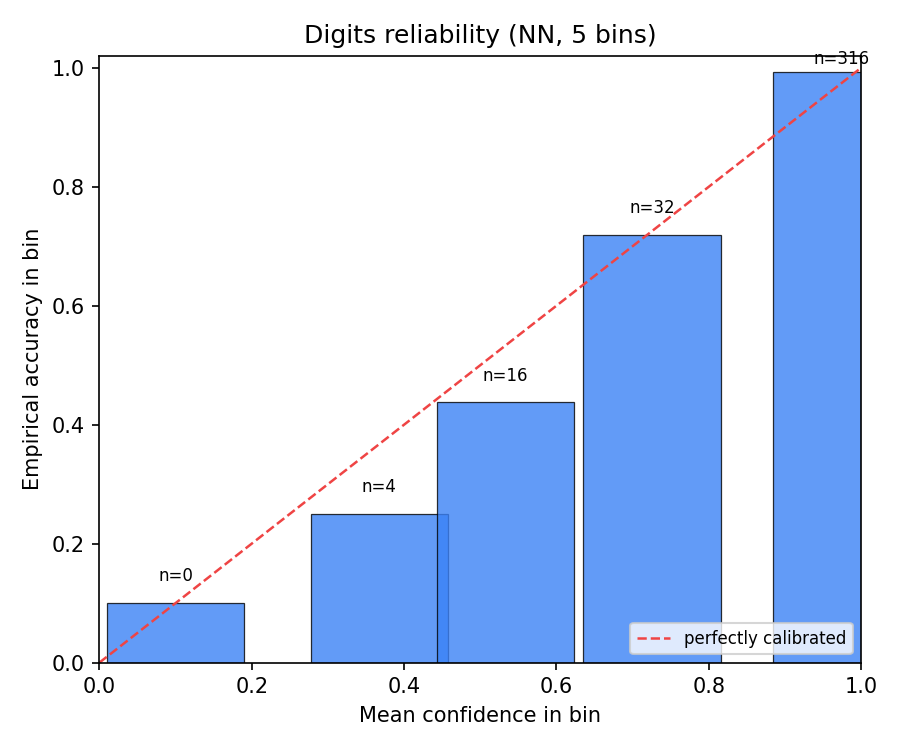 Digits reliability (NN, 5 bins)
Empirical accuracy in bin
1.0
0.8
0.6
0.4
0.2
0.0
n=0
n=4
n=16
n=32
n=316
perfectly calibrated
0.0 0.2 0.4 0.6 0.8 1.0
Mean confidence in bin